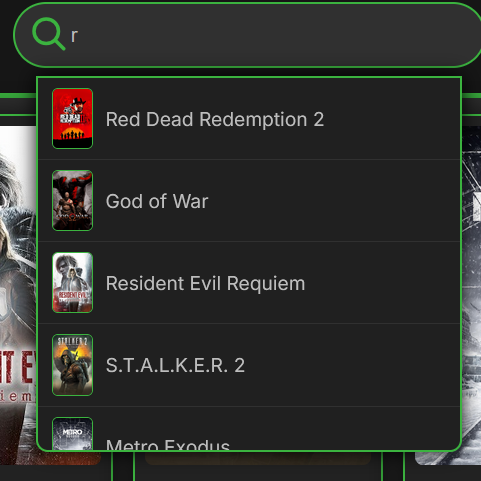 r
Red Dead Redemption 2
God of War
Resident Evil Requiem
S.T.A.L.K.E.R. 2
Metro Exodus